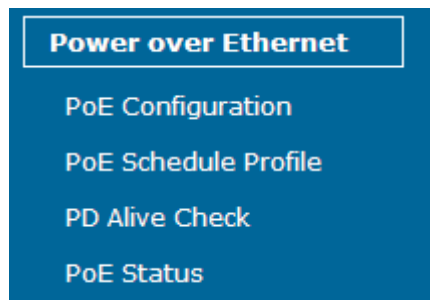 Power over Ethernet
PoE Configuration
PoE Schedule Profile
PD Alive Check
PoE Status